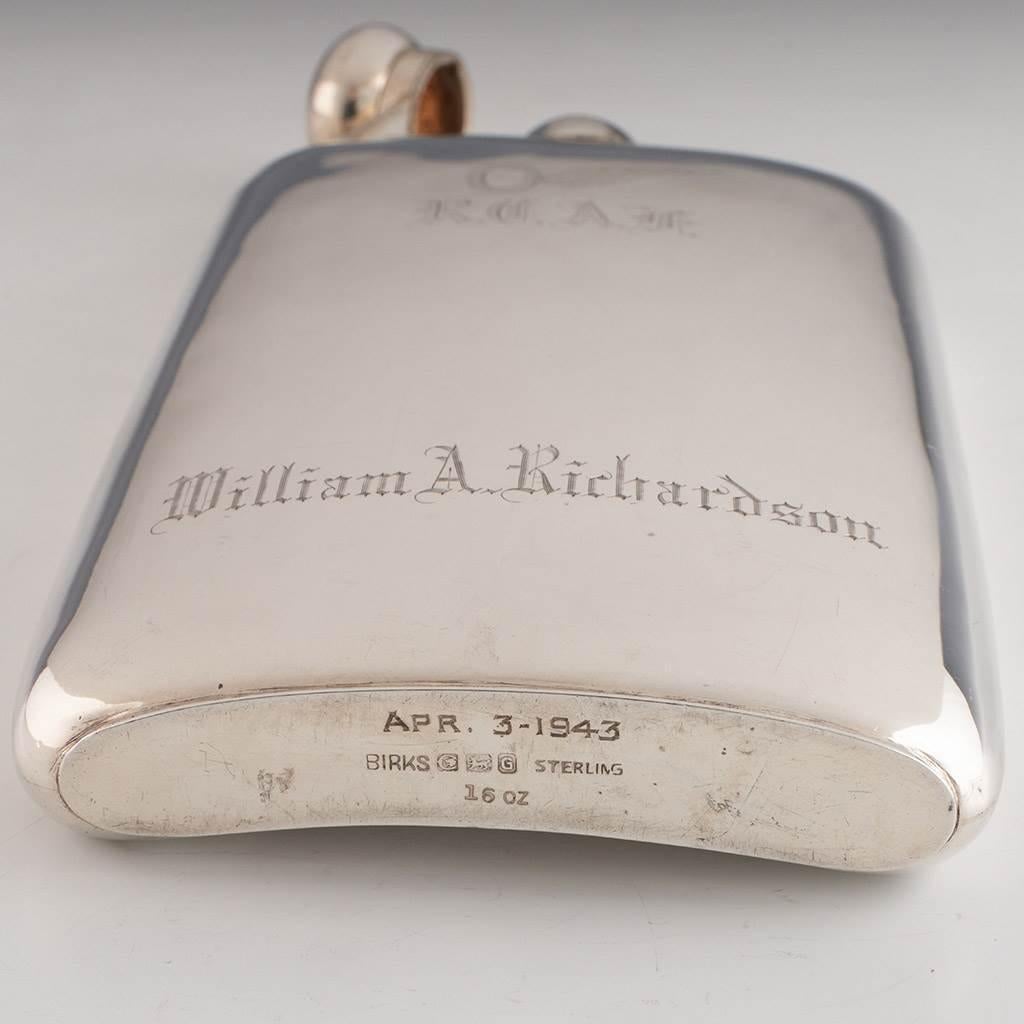 R.C.A.F.
William A. Richardson
APR. 3-1943
BIRKS G STERLING
16 OZ